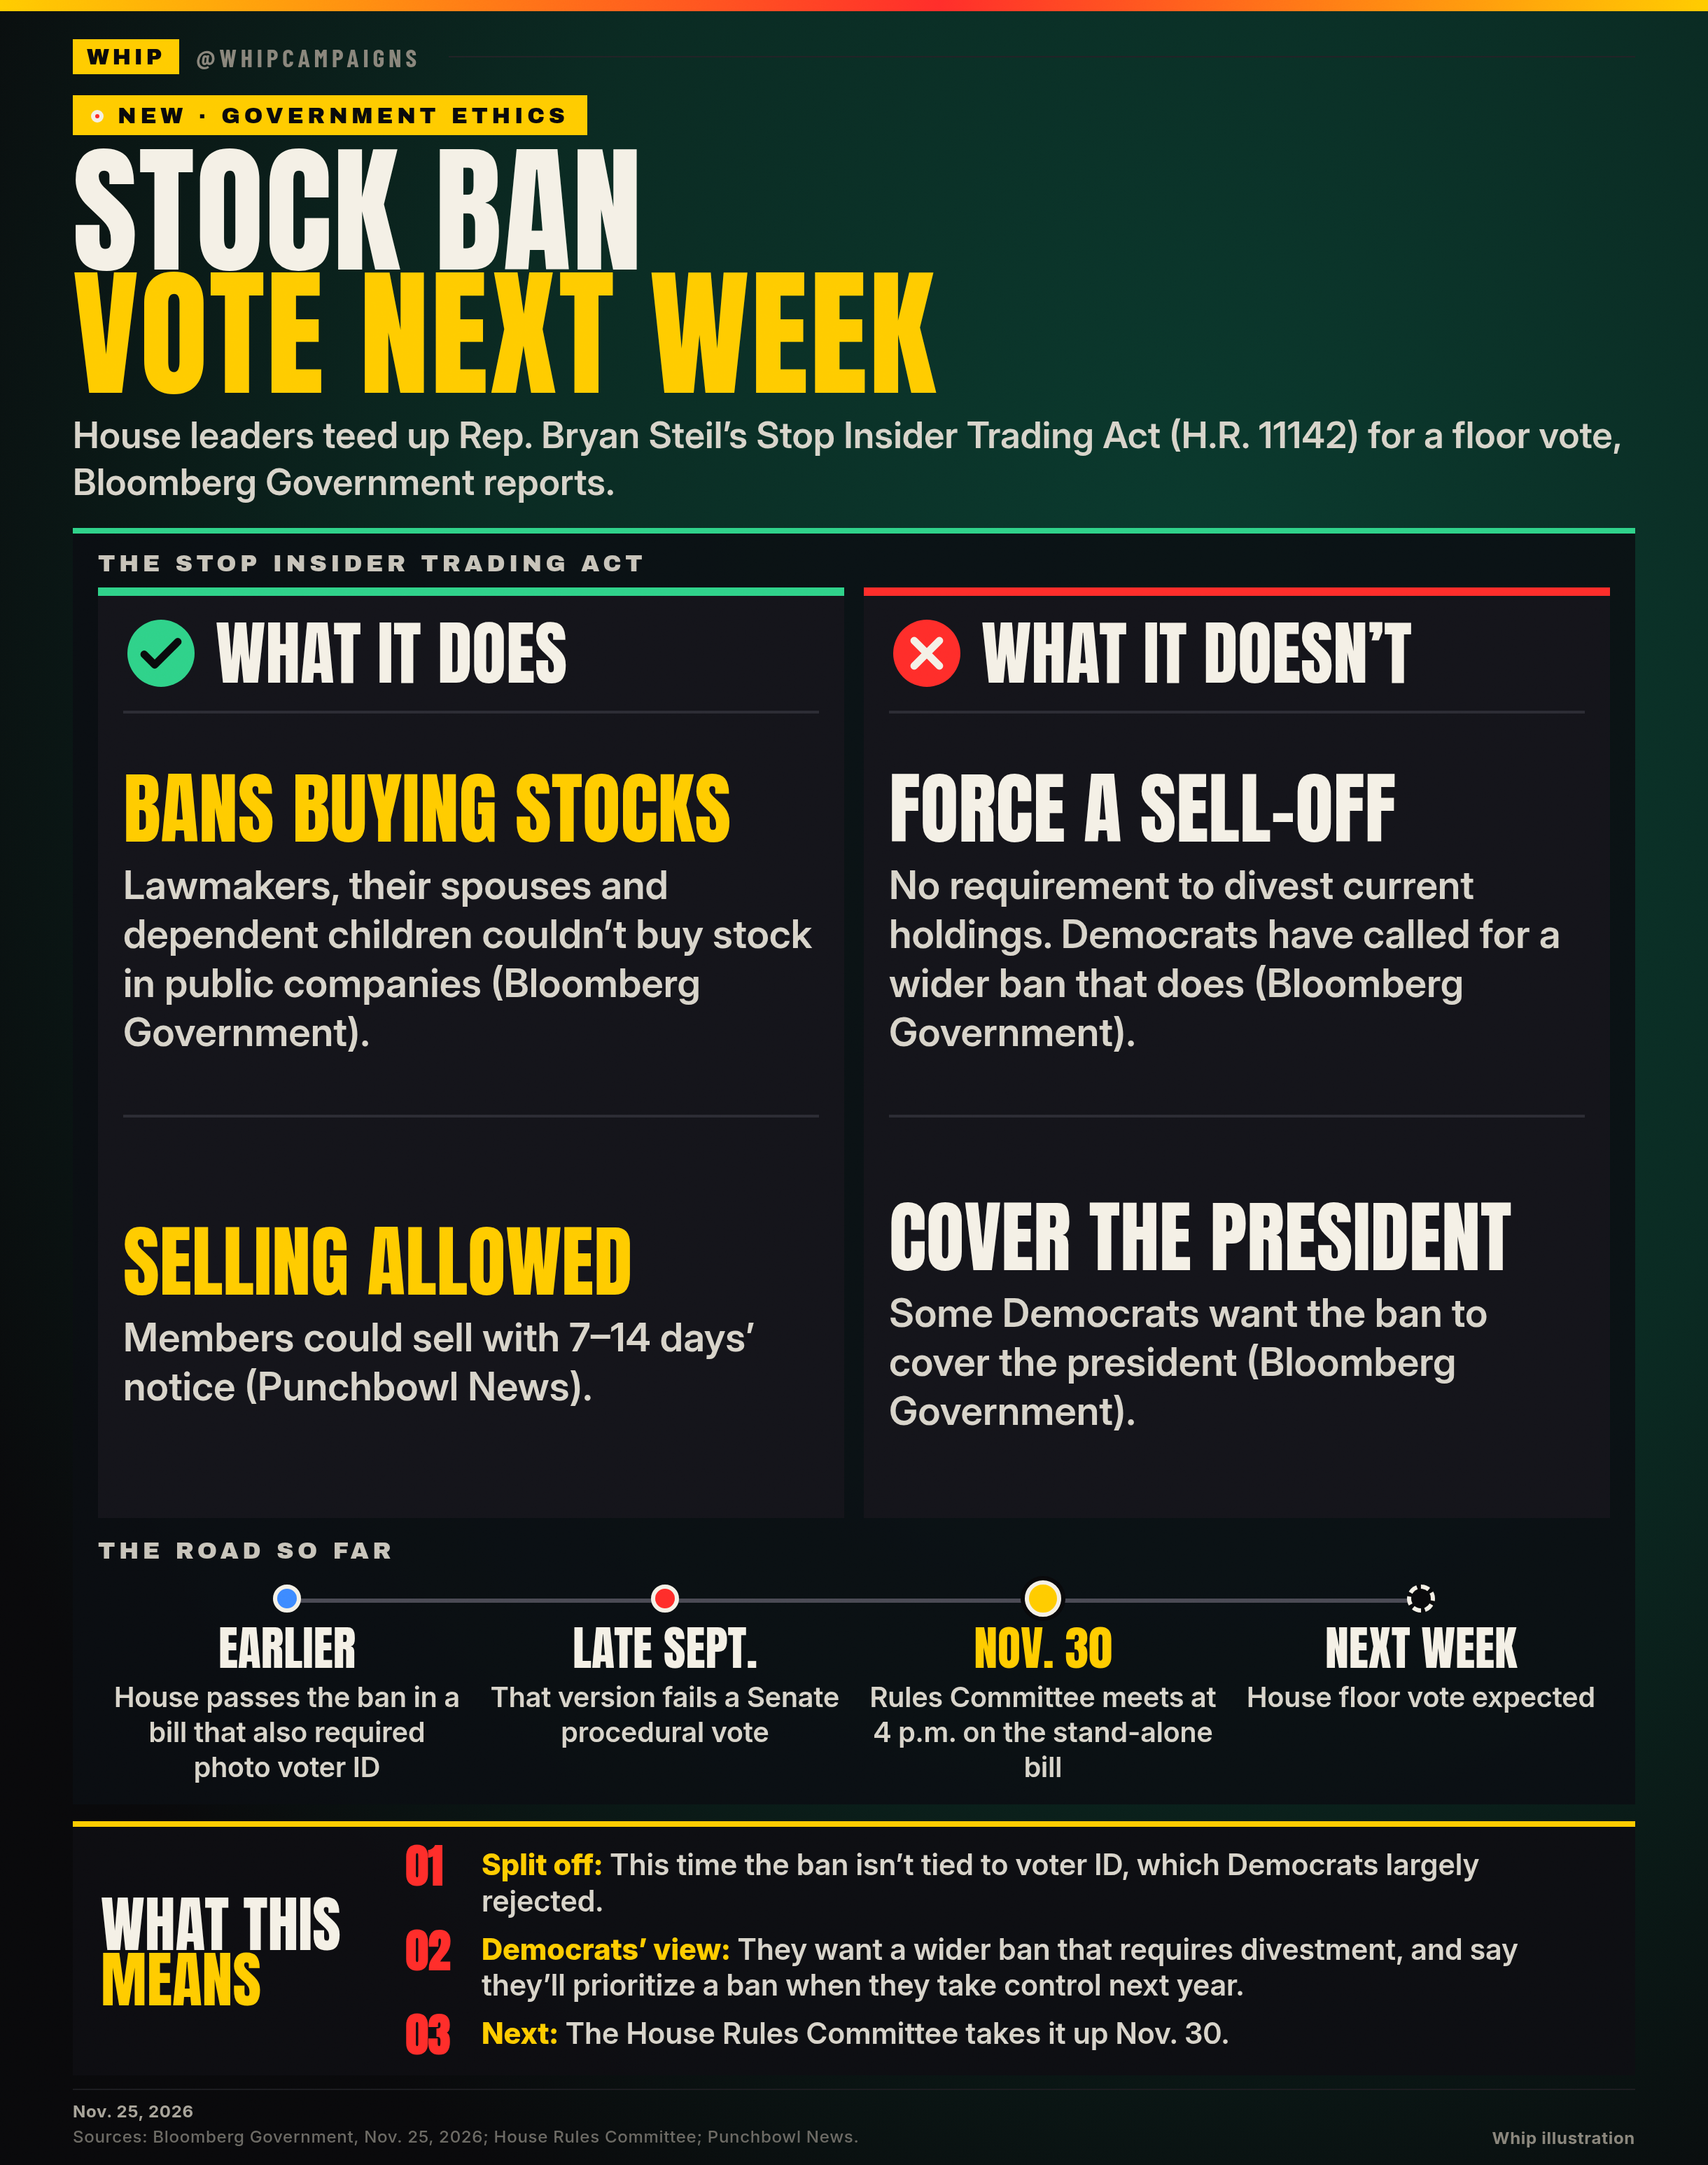 WHIP @WHIPCAMPAIGNS
NEW · GOVERNMENT ETHICS
STOCK BAN
VOTE NEXT WEEK
House leaders teed up Rep. Bryan Steil’s Stop Insider Trading Act (H.R. 11142) for a floor vote,
Bloomberg Government reports.
THE STOP INSIDER TRADING ACT
WHAT IT DOES
BANS BUYING STOCKS
Lawmakers, their spouses and
dependent children couldn’t buy stock
in public companies (Bloomberg
Government).
SELLING ALLOWED
Members could sell with 7–14 days’
notice (Punchbowl News).
WHAT IT DOESN’T
FORCE A SELL-OFF
No requirement to divest current
holdings. Democrats have called for a
wider ban that does (Bloomberg
Government).
COVER THE PRESIDENT
Some Democrats want the ban to
cover the president (Bloomberg
Government).
THE ROAD SO FAR
EARLIER
House passes the ban in a
bill that also required
photo voter ID
LATE SEPT.
That version fails a Senate
procedural vote
NOV. 30
Rules Committee meets at
4 p.m. on the stand-alone
bill
NEXT WEEK
House floor vote expected
WHAT THIS
MEANS
01 Split off: This time the ban isn’t tied to voter ID, which Democrats largely
rejected.
02 Democrats’ view: They want a wider ban that requires divestment, and say
they’ll prioritize a ban when they take control next year.
03 Next: The House Rules Committee takes it up Nov. 30.
Nov. 25, 2026
Sources: Bloomberg Government, Nov. 25, 2026; House Rules Committee; Punchbowl News.
Whip illustration